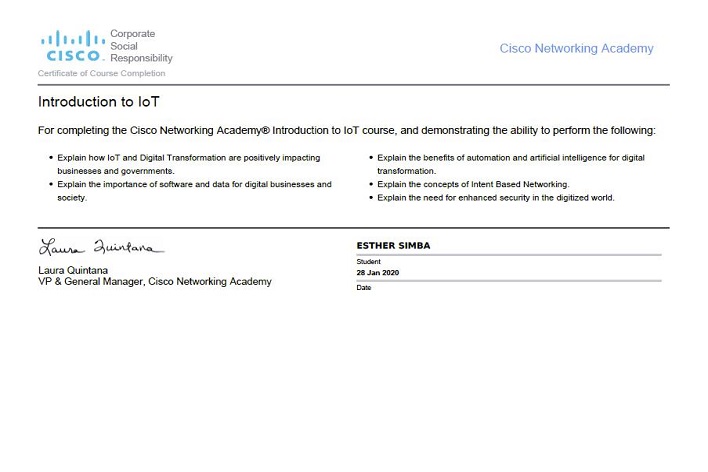 Corporate
Social
CISCO. Responsibility
Cisco Networking Academy
Certificate of Course Completion
Introduction to IoT
For completing the Cisco Networking Academy® Introduction to IoT course, and demonstrating the ability to perform the following:
• Explain how IoT and Digital Transformation are positively impacting
businesses and governments.
• Explain the importance of software and data for digital businesses and
society.
• Explain the benefits of automation and artificial intelligence for digital
transformation.
• Explain the concepts of Intent Based Networking.
• Explain the need for enhanced security in the digitized world.
Laura Quintana
Laura Quintana
VP & General Manager, Cisco Networking Academy
ESTHER SIMBA
Student
28 Jan 2020
Date